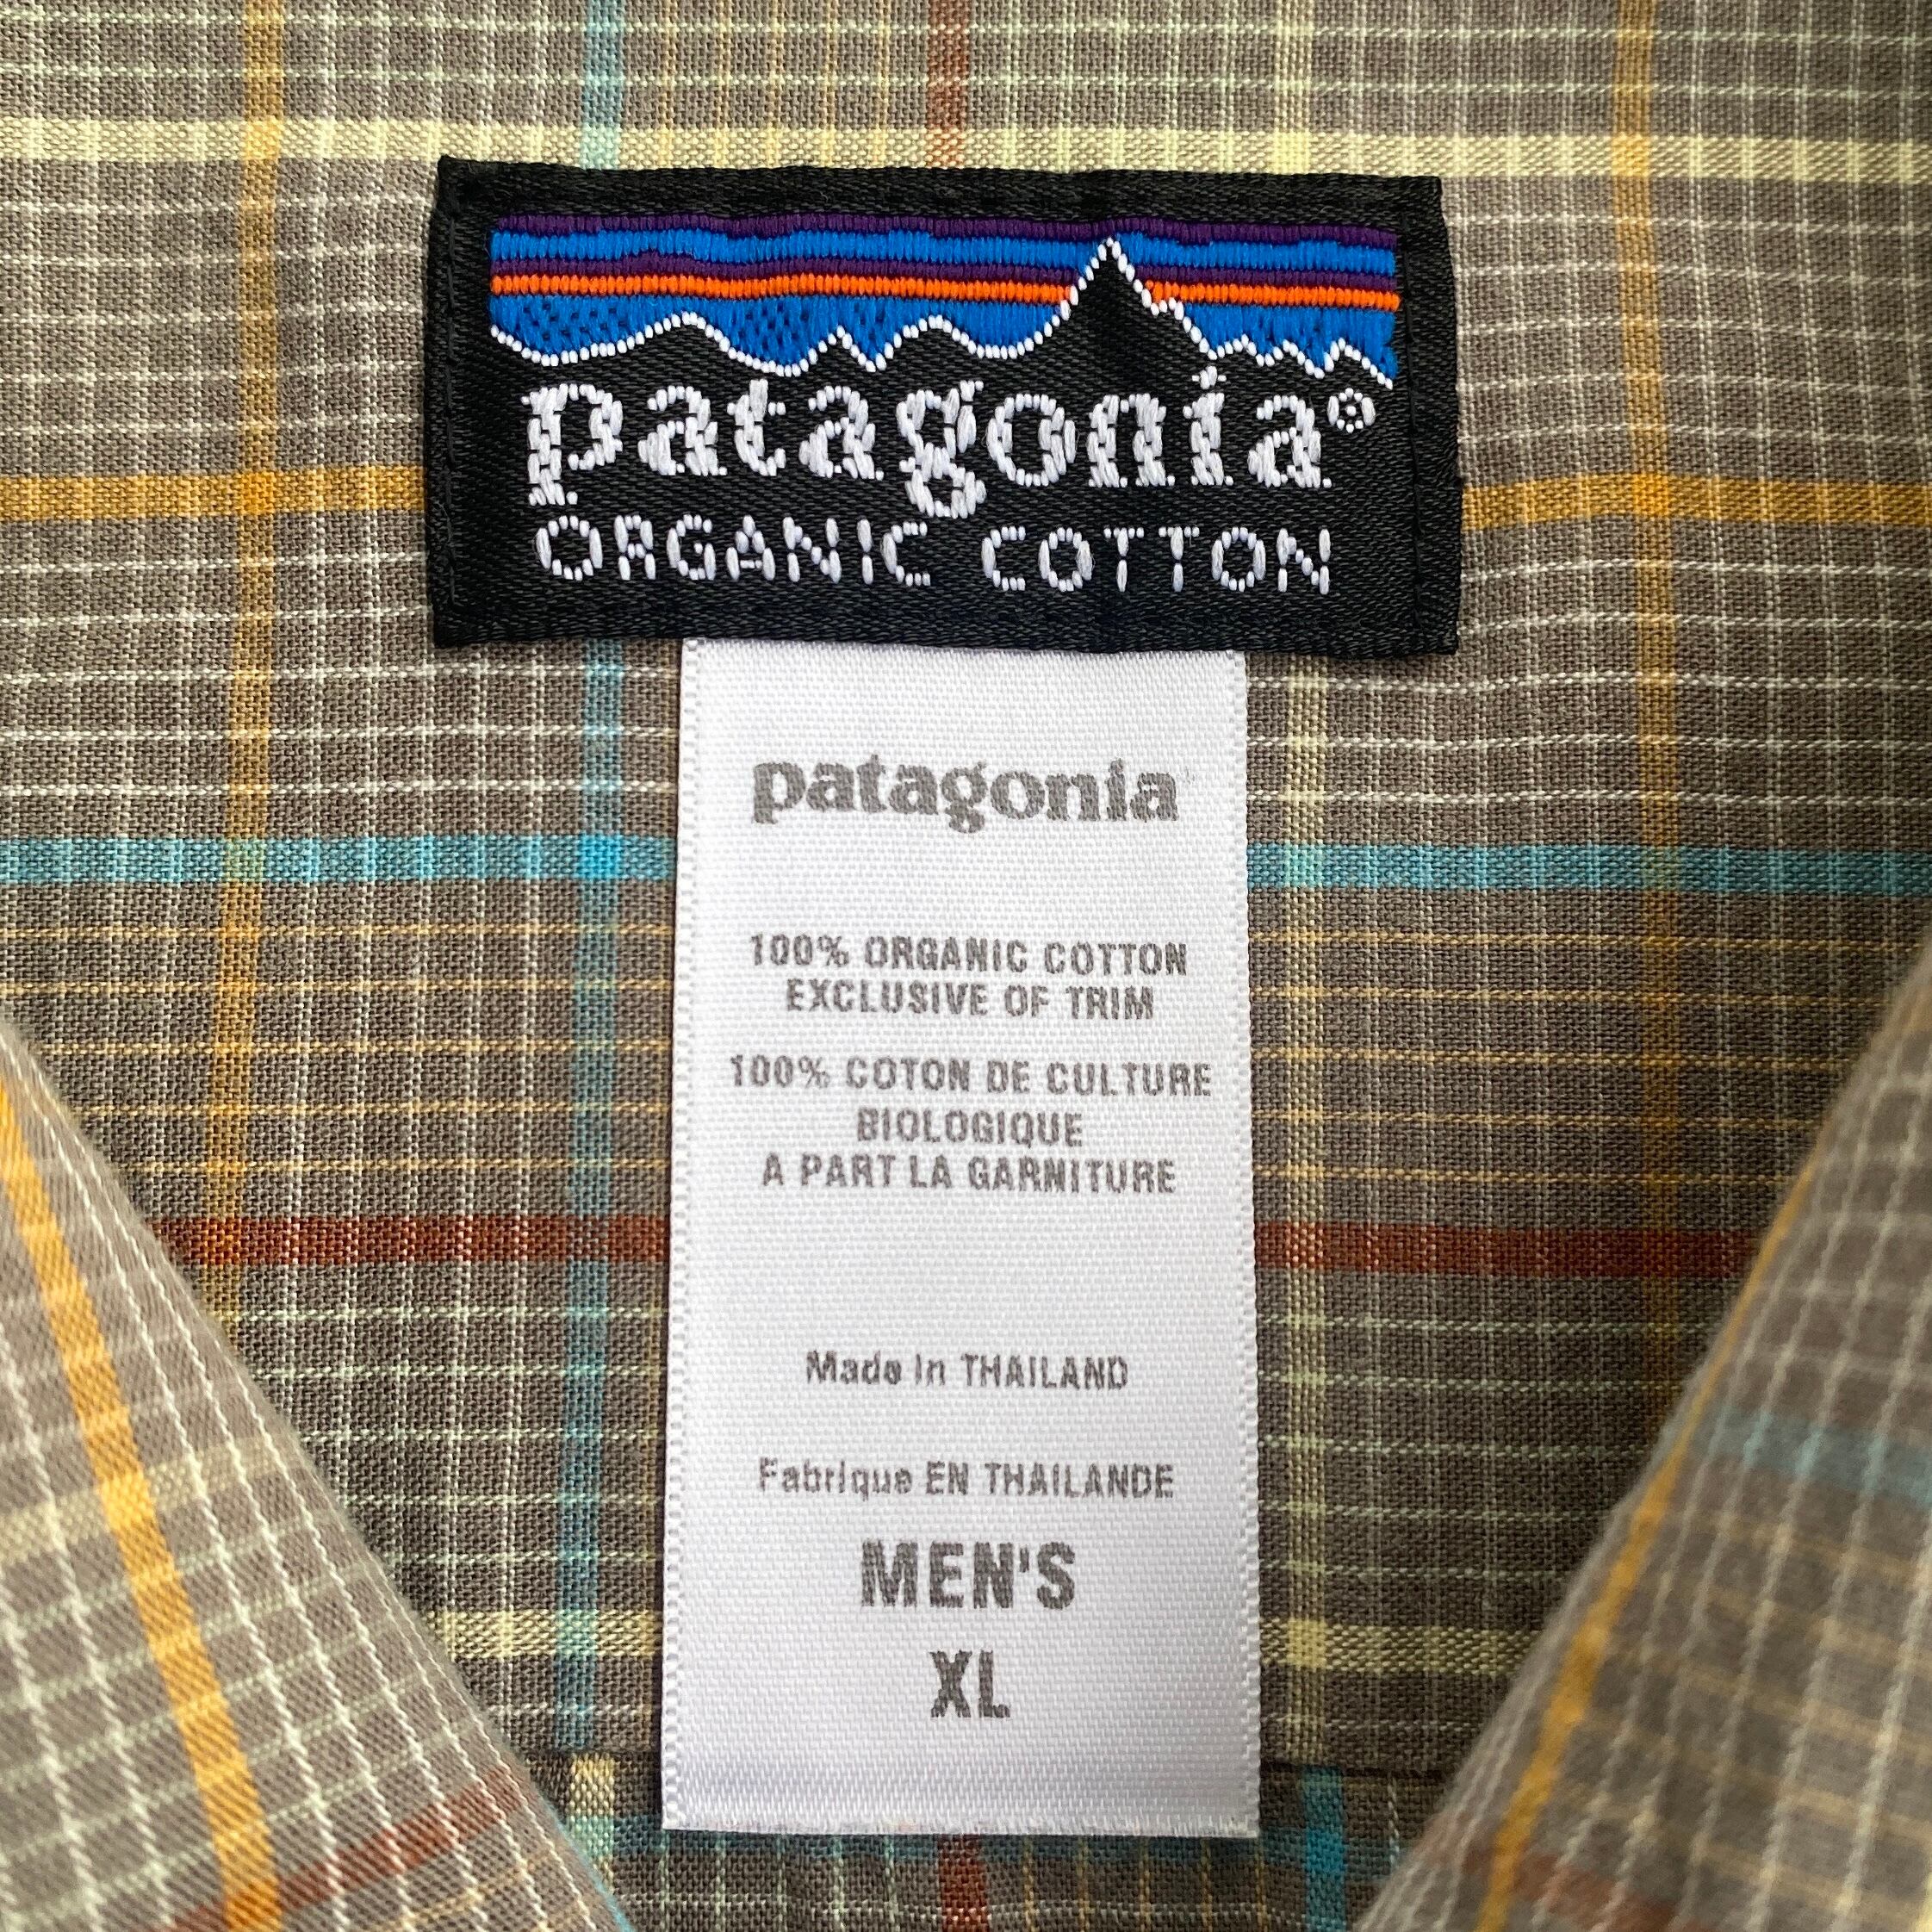 patagonia®
ORGANIC COTTON
patagonia
100% ORGANIC COTTON
EXCLUSIVE OF TRIM
100% COTON DE CULTURE
BIOLOGIQUE
A PART LA GARNITURE
Made In THAILAND
Fabrique EN THAILANDE
MEN'S
XL